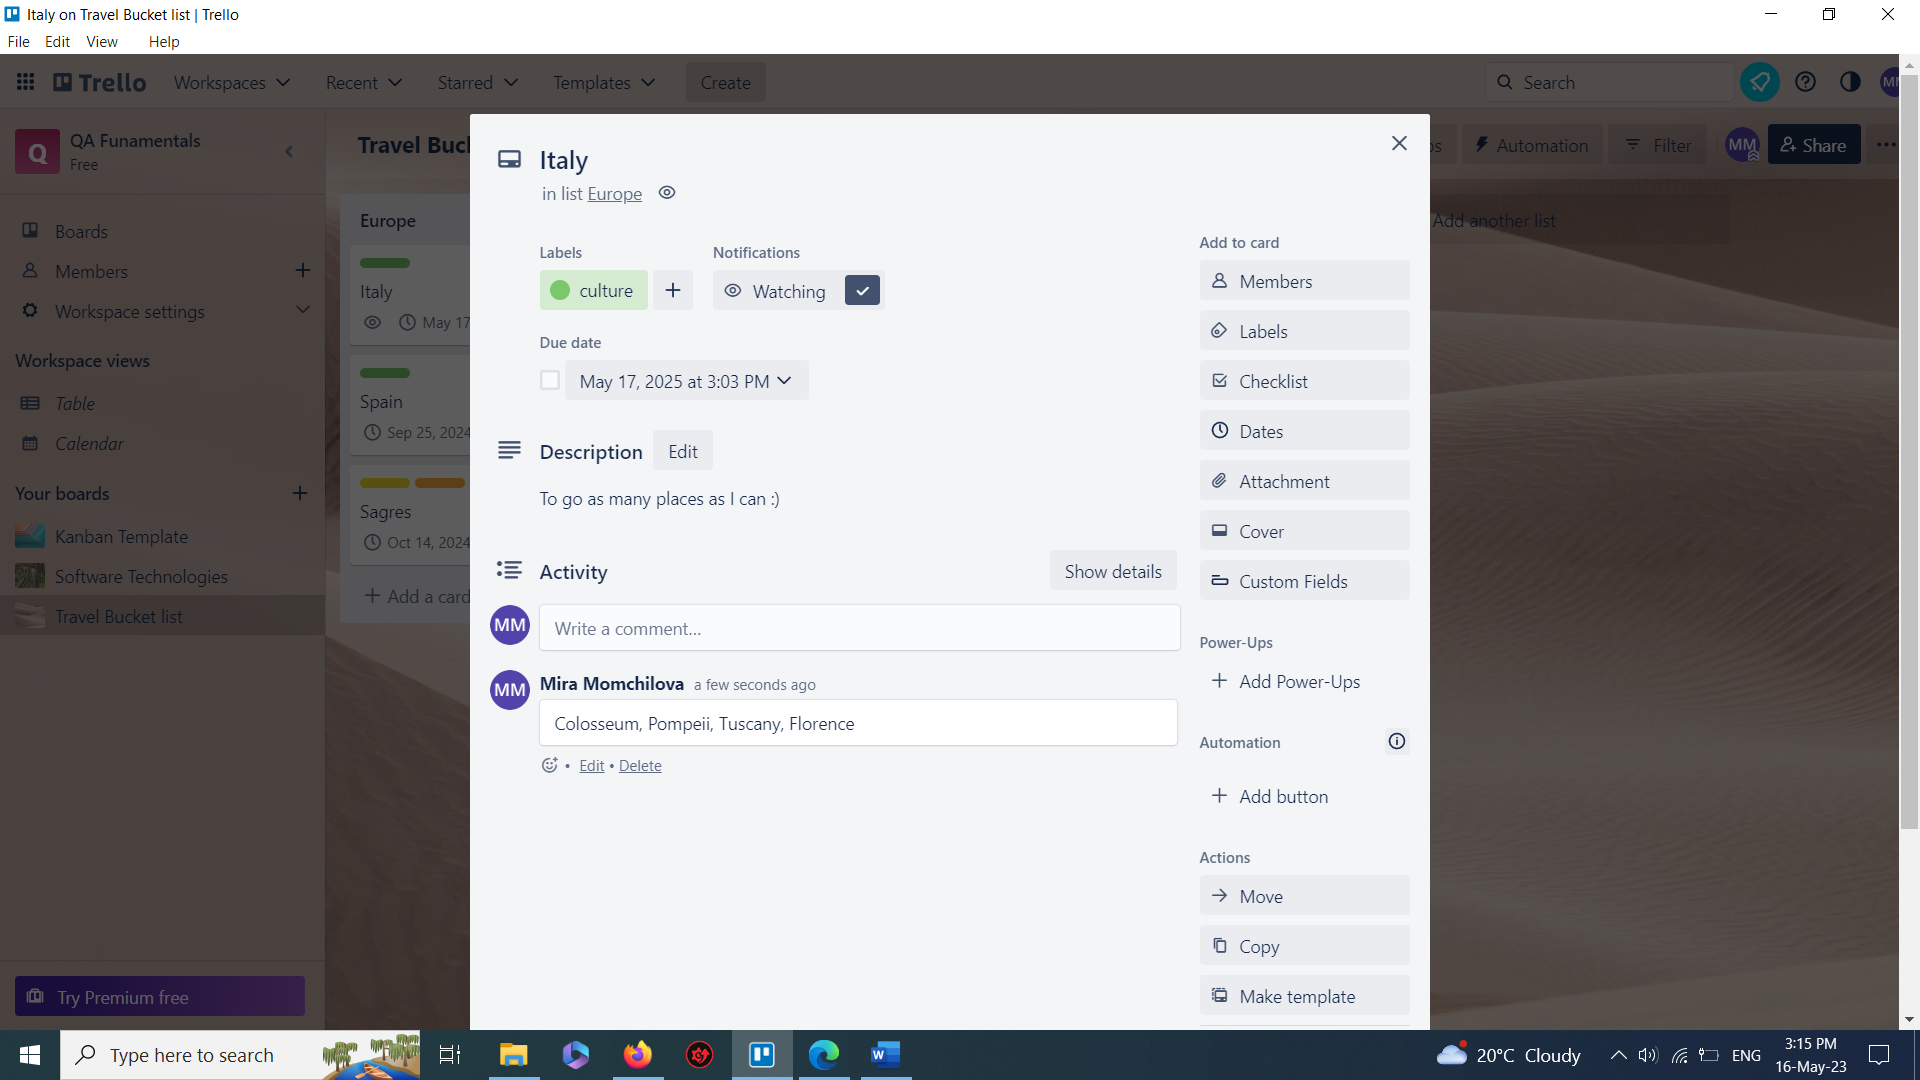 Italy on Travel Bucket list | Trello
File Edit View Help
Trello Workspaces Recent Starred Templates Create Search
QA Funamentals
Free
Q
Boards
Members
Workspace settings
Workspace views
Table
Calendar
Your boards
Kanban Template
Software Technologies
Travel Bucket list
Try Premium free
Travel Buc
Automation Filter MM Share
Europe
Italy
May 17
Spain
Sep 25, 2024
Sagres
Oct 14, 2024
Add a card
Add another list
Italy
in list Europe
Labels Notifications
culture Watching
Due date
May 17, 2025 at 3:03 PM
Description Edit
To go as many places as I can :)
Activity Show details
MM Write a comment...
MM Mira Momchilova a few seconds ago
Colosseum, Pompeii, Tuscany, Florence
• Edit • Delete
Add to card
Members
Labels
Checklist
Dates
Attachment
Cover
Custom Fields
Power-Ups
Add Power-Ups
Automation
Add button
Actions
Move
Copy
Make template
Type here to search
20°C Cloudy ENG
3:15 PM
16-May-23